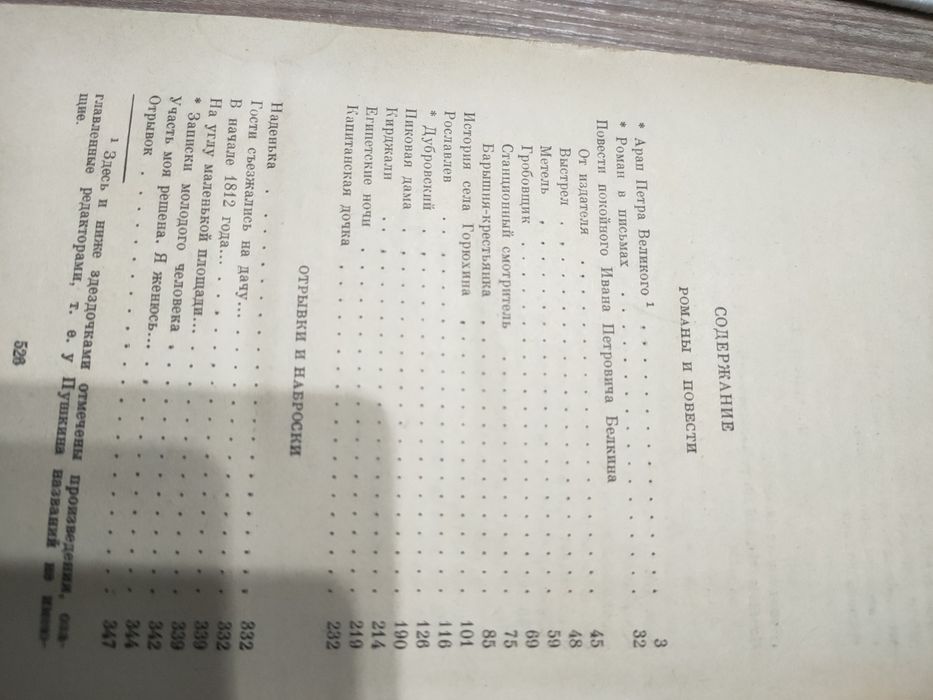 СОДЕРЖАНИЕ
РОМАНЫ И ПОВЕСТИ
* Арап Петра Великого ¹ . . . . . . . . . . . . . . 3
* Роман в письмах . . . . . . . . . . . . . . . . 32
Повести покойного Ивана Петровича Белкина
От издателя . . . . . . . . . . . . . . . . . 45
Выстрел . . . . . . . . . . . . . . . . . . 48
Метель . . . . . . . . . . . . . . . . . . 59
Гробовщик . . . . . . . . . . . . . . . . . 69
Станционный смотритель . . . . . . . . . . . . 75
Барышня-крестьянка . . . . . . . . . . . . . 85
История села Горюхина . . . . . . . . . . . . . . 101
Рославлев . . . . . . . . . . . . . . . . . . 116
* Дубровский . . . . . . . . . . . . . . . . . . 126
Пиковая дама . . . . . . . . . . . . . . . . . 190
Кирджали . . . . . . . . . . . . . . . . . . 214
Египетские ночи . . . . . . . . . . . . . . . . 219
Капитанская дочка . . . . . . . . . . . . . . . 232
ОТРЫВКИ И НАБРОСКИ
Наденька . . . . . . . . . . . . . . . . . . . 332
Гости съезжались на дачу... . . . . . . . . . . . . 332
В начале 1812 года... . . . . . . . . . . . . . . 339
На углу маленькой площади... . . . . . . . . . . . 339
* Записки молодого человека . . . . . . . . . . . . 342
Участь моя решена. Я женюсь... . . . . . . . . . . 344
Отрывок . . . . . . . . . . . . . . . . . . . 347
¹ Здесь и ниже здездочками отмечены произведения, оза-
главленные редакторами, т. е. у Пушкина названий не имею-
щие.
526